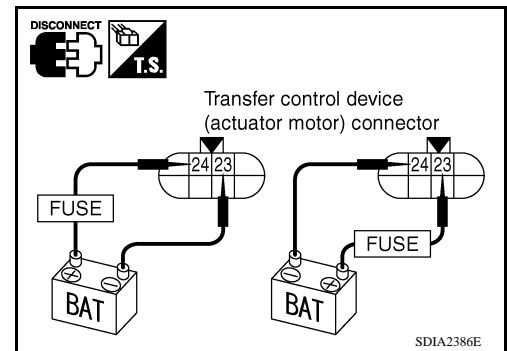 DISCONNECT
T.S.
Transfer control device
(actuator motor) connector
24 23
24 23
FUSE
FUSE
BAT
BAT
SDIA2386E